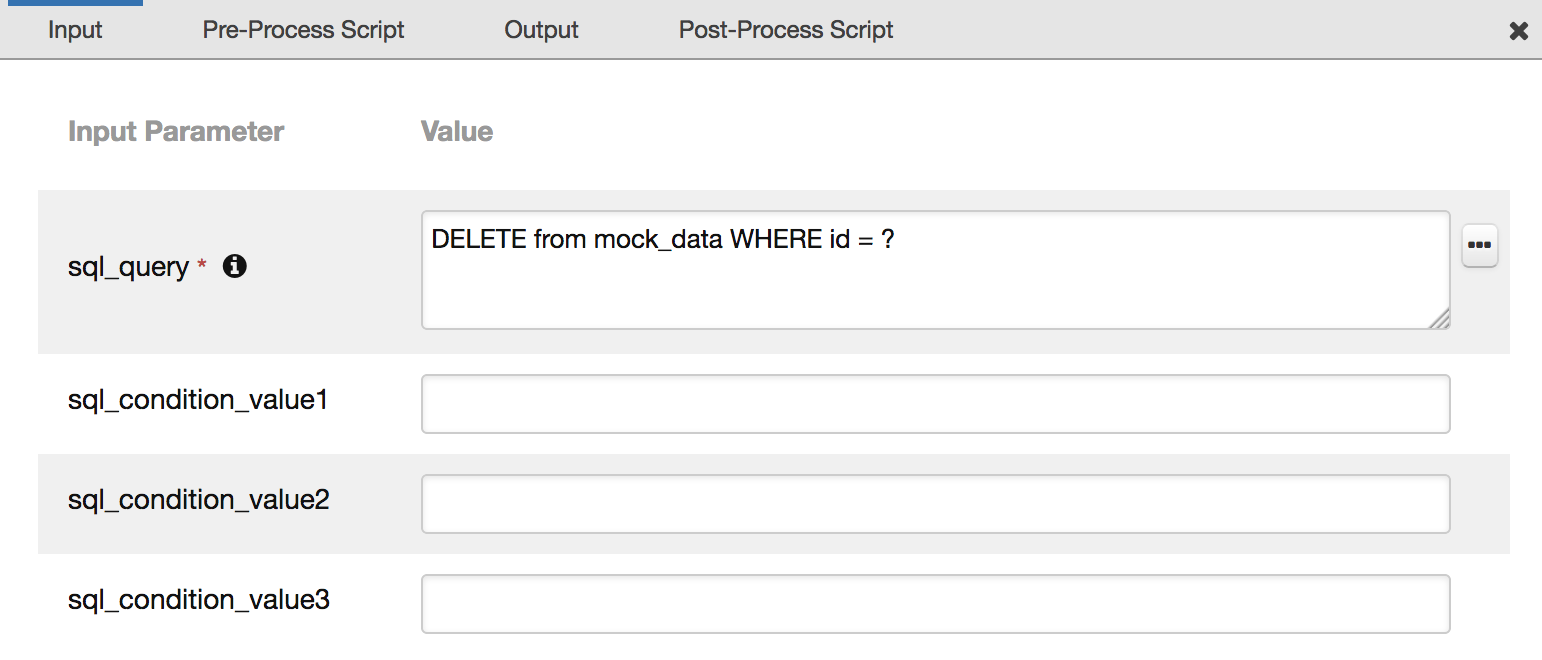 Input Pre-Process Script Output Post-Process Script
Input Parameter Value
sql_query * DELETE from mock_data WHERE id = ?
sql_condition_value1
sql_condition_value2
sql_condition_value3